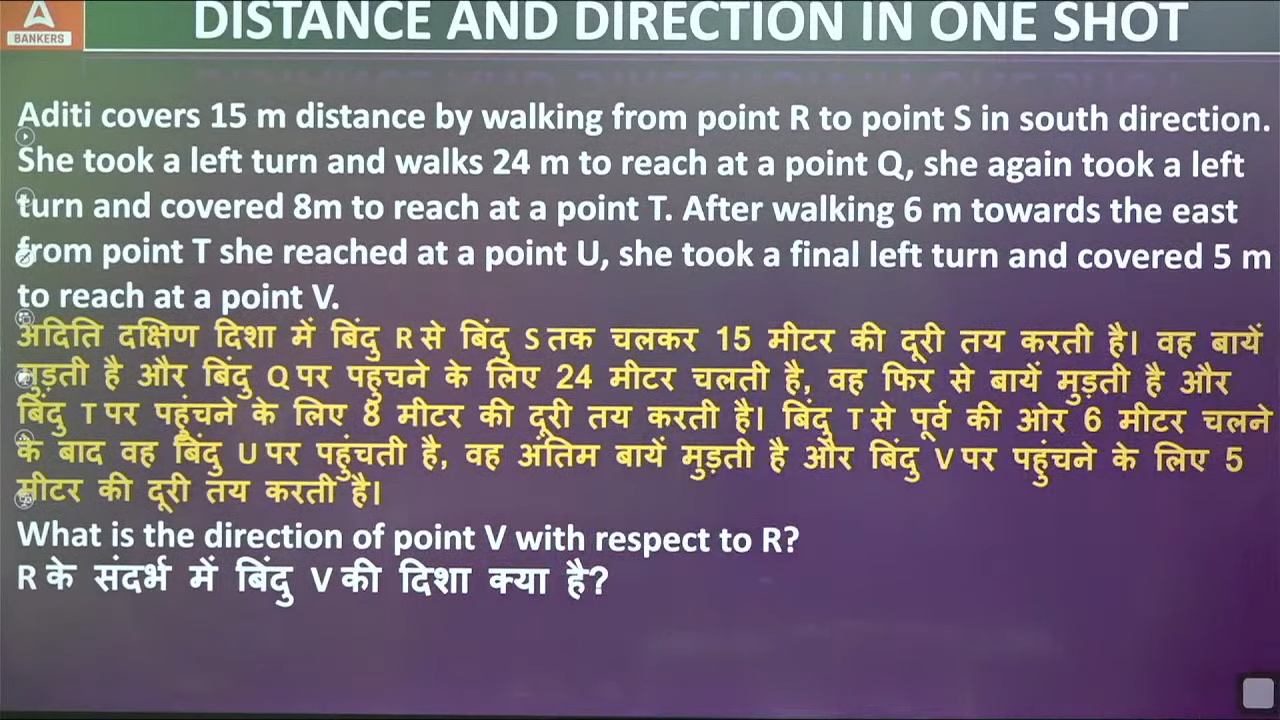 DISTANCE AND DIRECTION IN ONE SHOT
A
BANKERS
Aditi covers 15 m distance by walking from point R to point S in south direction.
She took a left turn and walks 24 m to reach at a point Q, she again took a left
turn and covered 8m to reach at a point T. After walking 6 m towards the east
from point T she reached at a point U, she took a final left turn and covered 5 m
to reach at a point V.
अदिति दक्षिण दिशा में बिंदु R से बिंदु S तक चलकर 15 मीटर की दूरी तय करती है। वह बायें
मुड़ती है और बिंदु Q पर पहुंचने के लिए 24 मीटर चलती है, वह फिर से बायें मुड़ती है और
बिंदु T पर पहुंचने के लिए 8 मीटर की दूरी तय करती है। बिंदु T से पूर्व की ओर 6 मीटर चलने
के बाद वह बिंदु U पर पहुंचती है, वह अंतिम बायें मुड़ती है और बिंदु V पर पहुंचने के लिए 5
मीटर की दूरी तय करती है।
What is the direction of point V with respect to R?
R के संदर्भ में बिंदु V की दिशा क्या है?